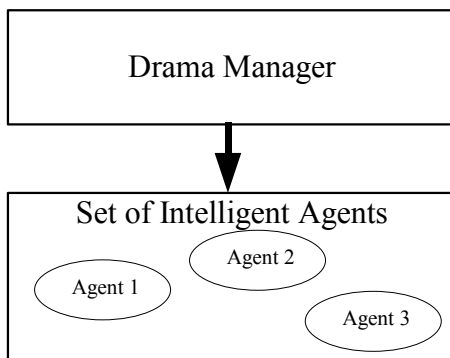 Drama Manager
Set of Intelligent Agents
Agent 2
Agent 1
Agent 3